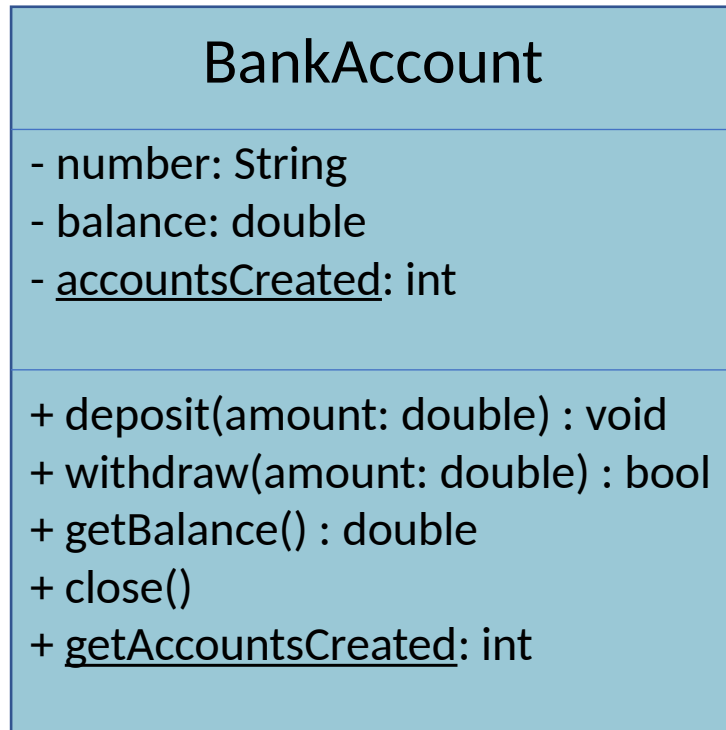 BankAccount
- number: String
- balance: double
- accountsCreated: int
+ deposit(amount: double) : void
+ withdraw(amount: double) : bool
+ getBalance() : double
+ close()
+ getAccountsCreated: int